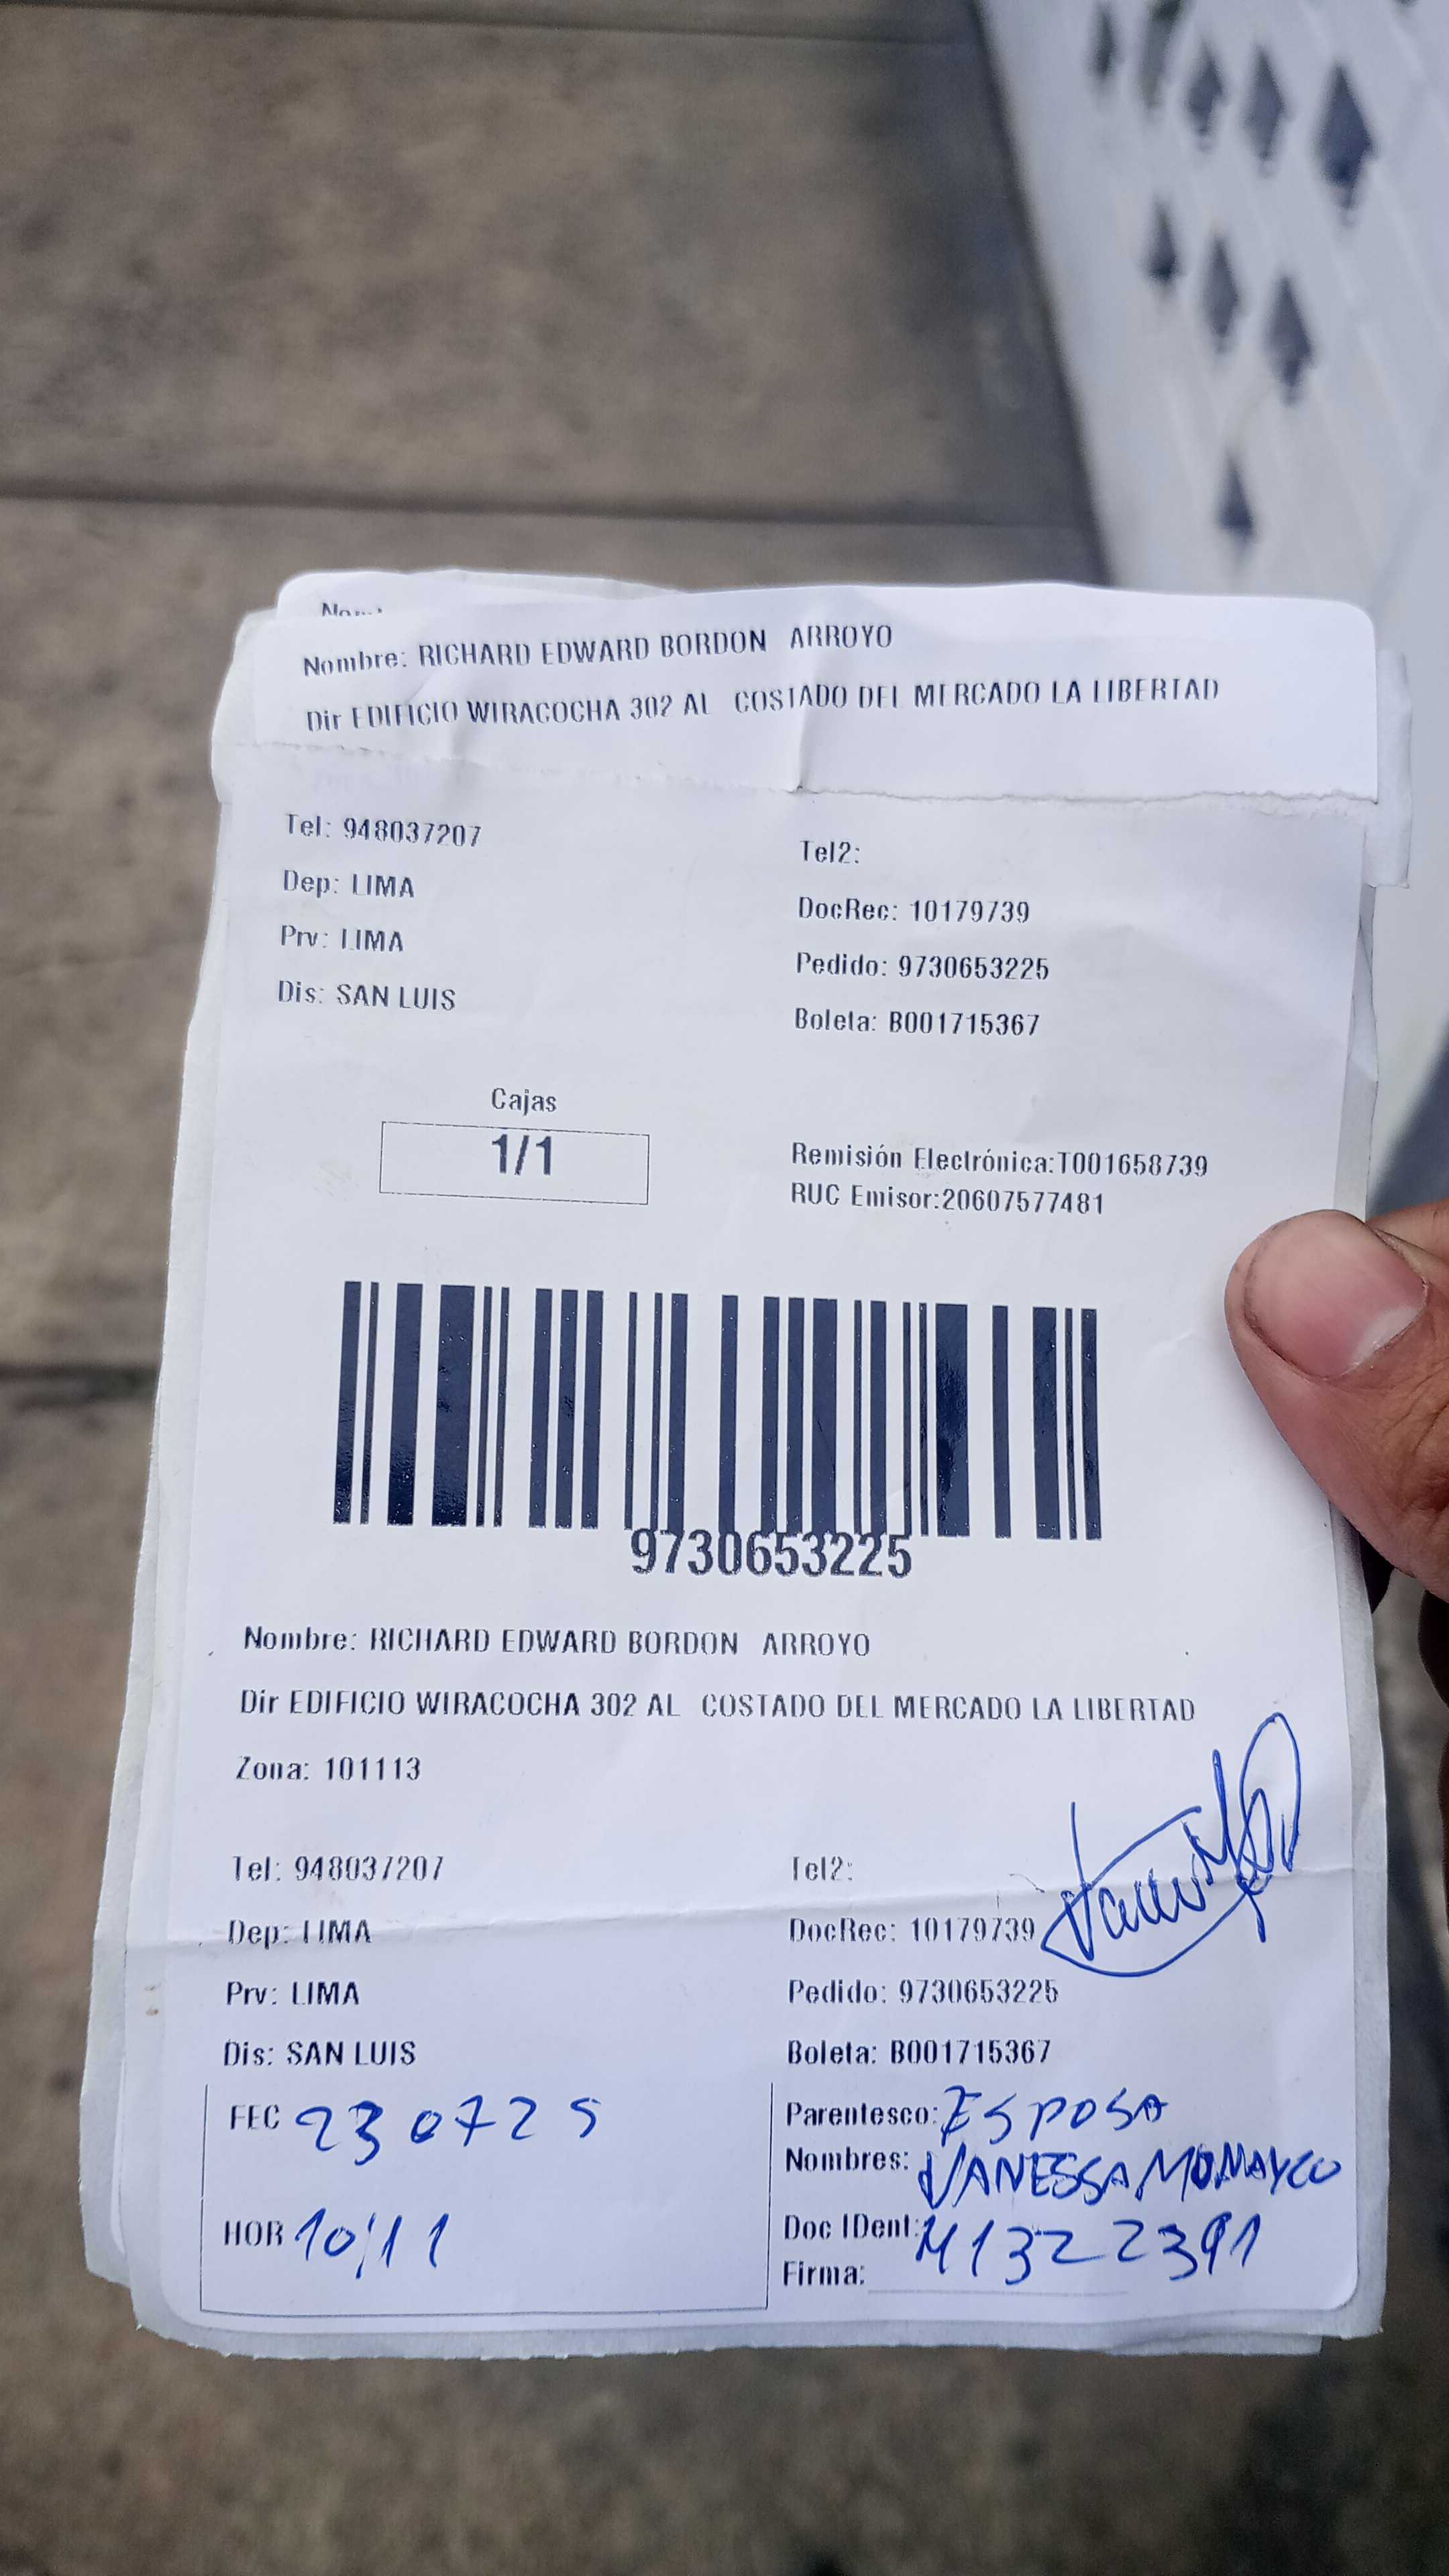 Nombre: RICHARD EDWARD BORDON ARROYO
Dir EDIFICIO WIRACOCHA 302 AL COSTADO DEL MERCADO LA LIBERTAD
Tel: 948037207
Tel2:
Dep: LIMA
DocRec: 10179739
Prv: LIMA
Pedido: 9730653225
Dis: SAN LUIS
Boleta: B001715367
Cajas
1/1
Remisión Electrónica:T001658739
RUC Emisor:20607577481
9730653225
Nombre: RICHARD EDWARD BORDON ARROYO
Dir EDIFICIO WIRACOCHA 302 AL COSTADO DEL MERCADO LA LIBERTAD
Zona: 101113
Tel: 948037207
Tel2:
Dep: LIMA
DocRec: 10179739
Prv: LIMA
Pedido: 9730653225
Dis: SAN LUIS
Boleta: B001715367
FEC 230725
Parentesco: ESPOSA
Nombres: VANESSA MUNAYCO
HOR 10:11
Doc IDent: 41322391
Firma: